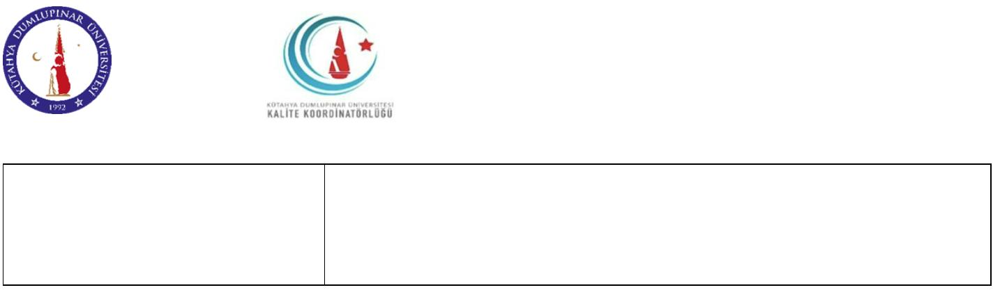 KÜTAHYA DUMLUPINAR ÜNİVERSİTESİ
1992
KÜTAHYA DUMLUPINAR ÜNİVERSİTESİ
KALİTE KOORDİNATÖRLÜĞÜ